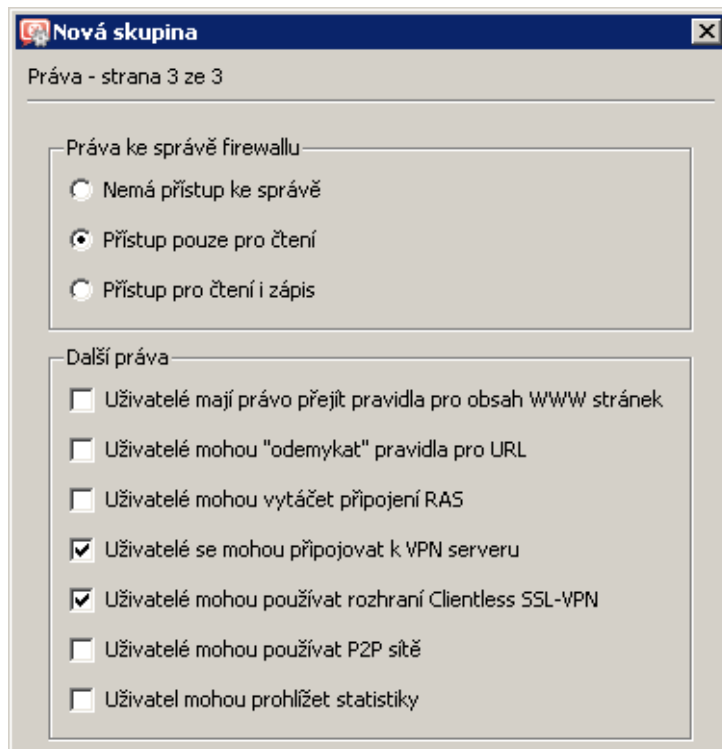 Nová skupina
Práva - strana 3 ze 3
Práva ke správě firewallu
Nemá přístup ke správě
Přístup pouze pro čtení
Přístup pro čtení i zápis
Další práva
Uživatelé mají právo přejít pravidla pro obsah WWW stránek
Uživatelé mohou "odemykat" pravidla pro URL
Uživatelé mohou vytáčet připojení RAS
Uživatelé se mohou připojovat k VPN serveru
Uživatelé mohou používat rozhraní Clientless SSL-VPN
Uživatelé mohou používat P2P sítě
Uživatel mohou prohlížet statistiky